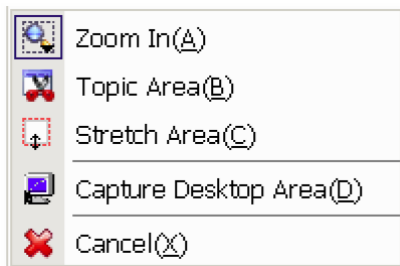 Zoom In(A)
Topic Area(B)
Stretch Area(C)
Capture Desktop Area(D)
Cancel(X)